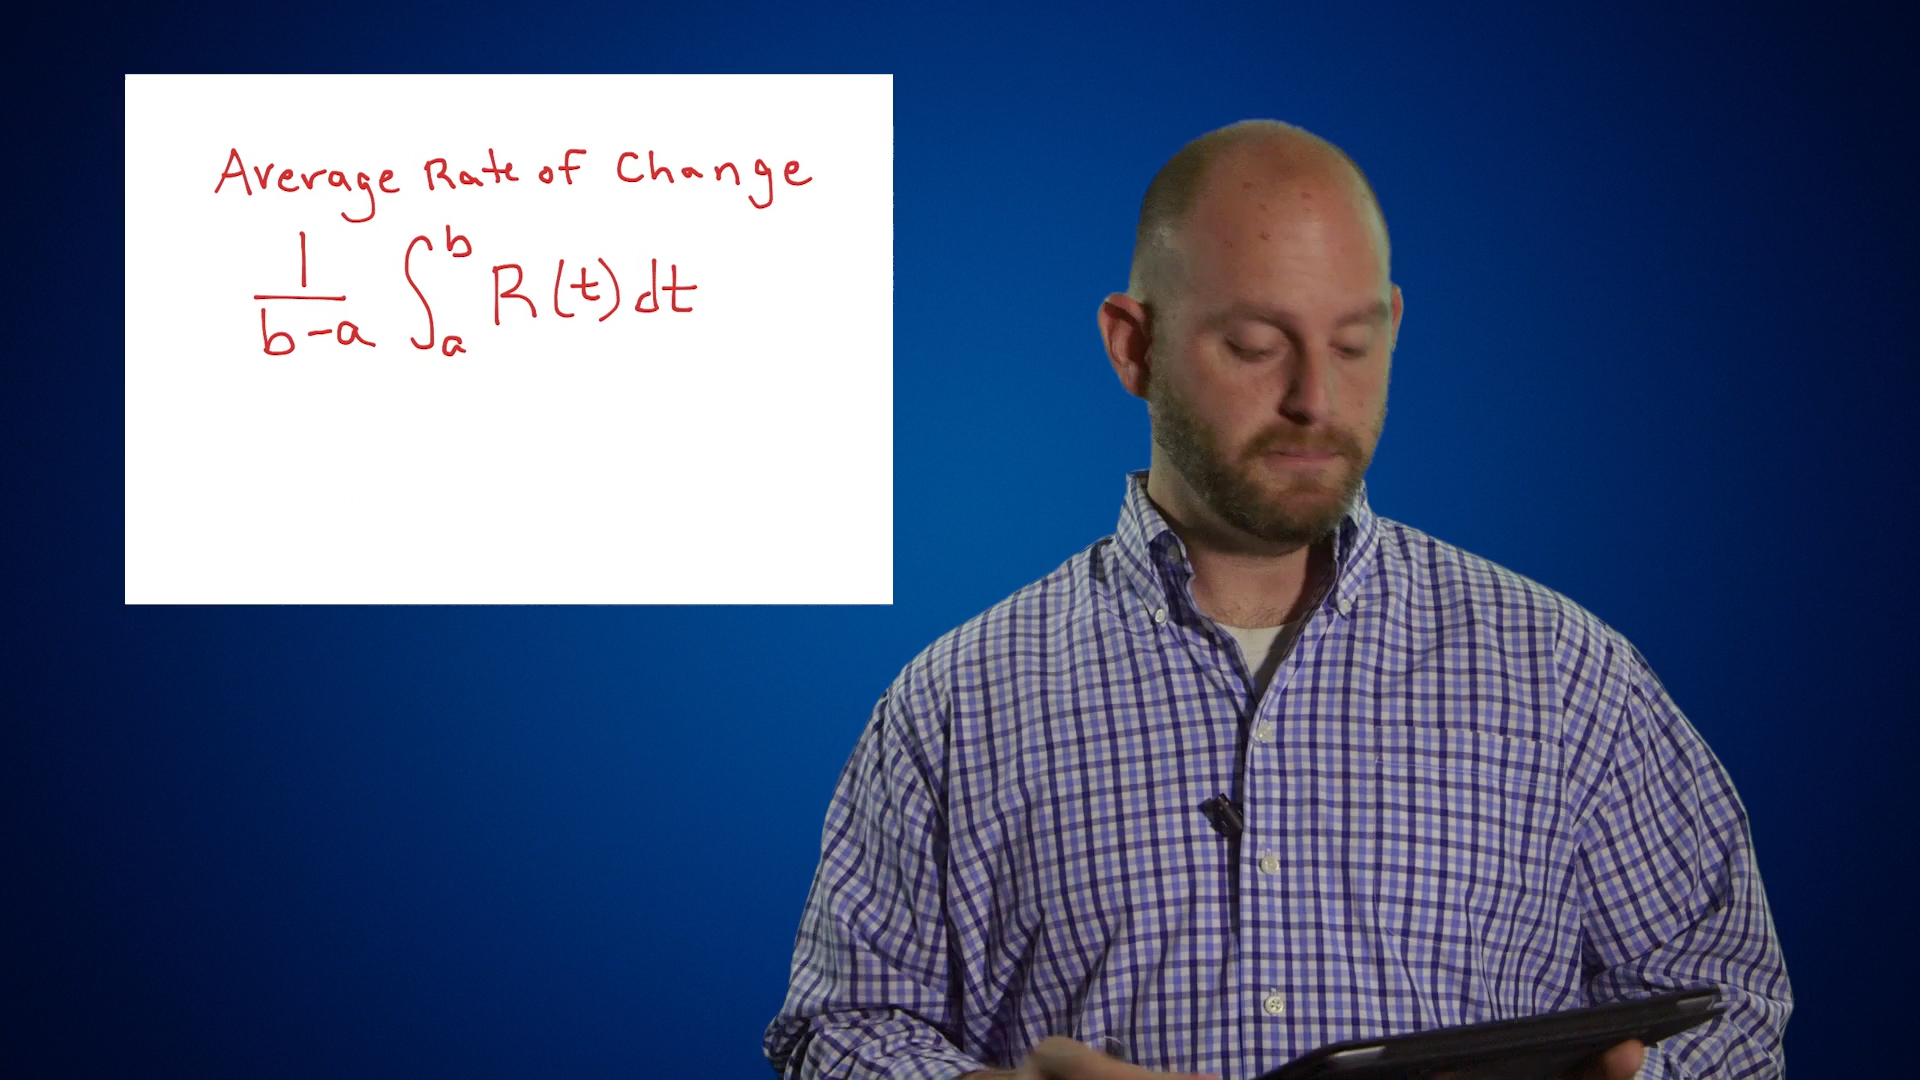 Average Rate of Change
1/(b-a) ∫_a^b R(t) dt